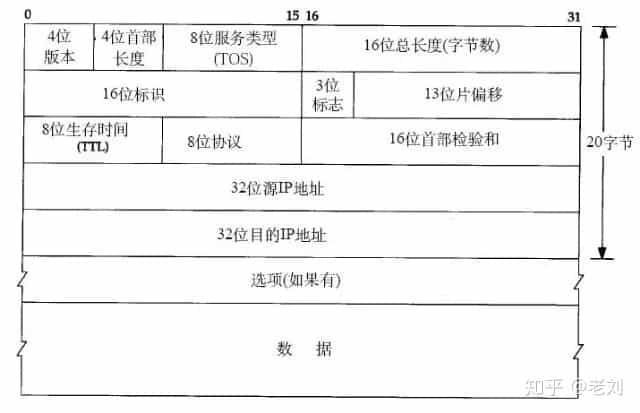 0 15 16 31
4位版本 4位首部长度 8位服务类型(TOS) 16位总长度(字节数)
16位标识 3位标志 13位片偏移
8位生存时间(TTL) 8位协议 16位首部检验和
20字节
32位源IP地址
32位目的IP地址
选项(如果有)
数 据
知乎 @老刘